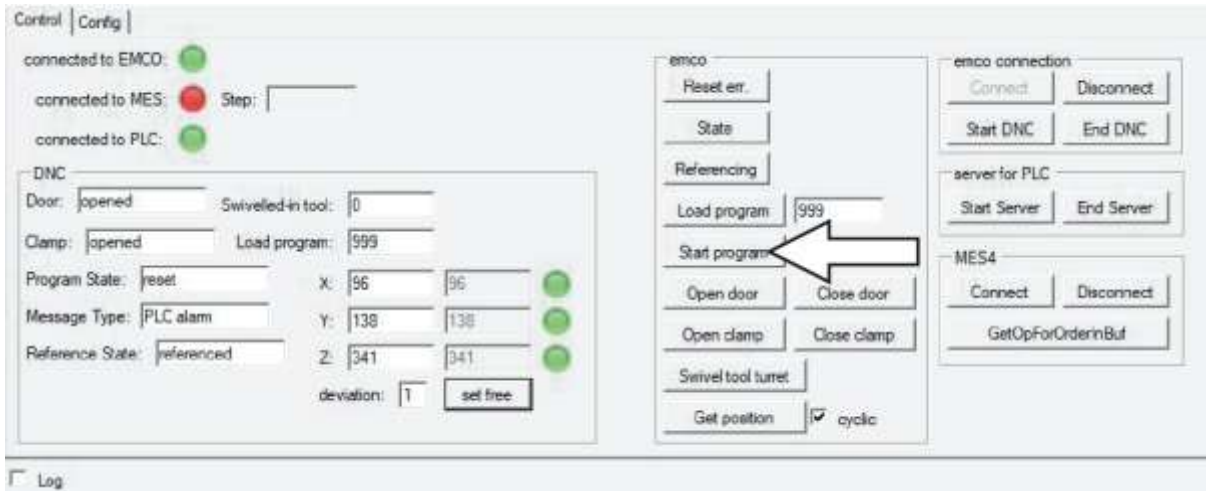 Control Config
connected to EMCO:
connected to MES: Step:
connected to PLC:
DNC
Door: opened Swivelled-in tool: 0
Clamp: opened Load program: 999
Program State: reset X: 96 96
Message Type: PLC alarm Y: 138 138
Reference State: referenced Z: 341 341
deviation: 1 set free
emco
Reset err.
State
Referencing
Load program 999
Start program
Open door Close door
Open clamp Close clamp
Swivel tool turret
Get position cyclic
emco connection
Connect Disconnect
Start DNC End DNC
server for PLC
Start Server End Server
MES4
Connect Disconnect
GetOpForOrderInBuf
Log